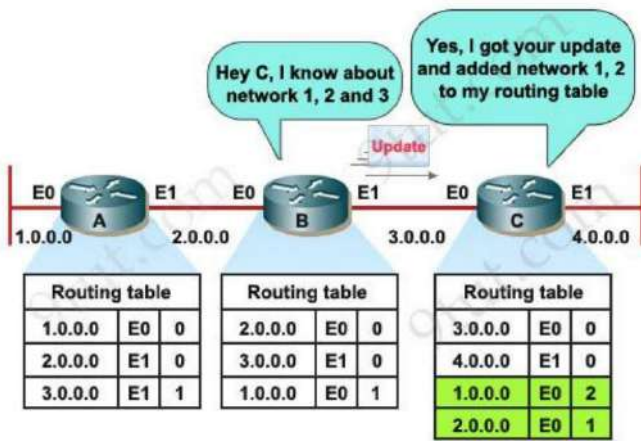 Hey C, I know about
network 1, 2 and 3
Yes, I got your update
and added network 1, 2
to my routing table
Update
E0 A E1 E0 B E1 E0 C E1
1.0.0.0 2.0.0.0 3.0.0.0 4.0.0.0
Routing table
1.0.0.0 E0 0
2.0.0.0 E1 0
3.0.0.0 E1 1
Routing table
2.0.0.0 E0 0
3.0.0.0 E1 0
1.0.0.0 E0 1
Routing table
3.0.0.0 E0 0
4.0.0.0 E1 0
1.0.0.0 E0 2
2.0.0.0 E0 1